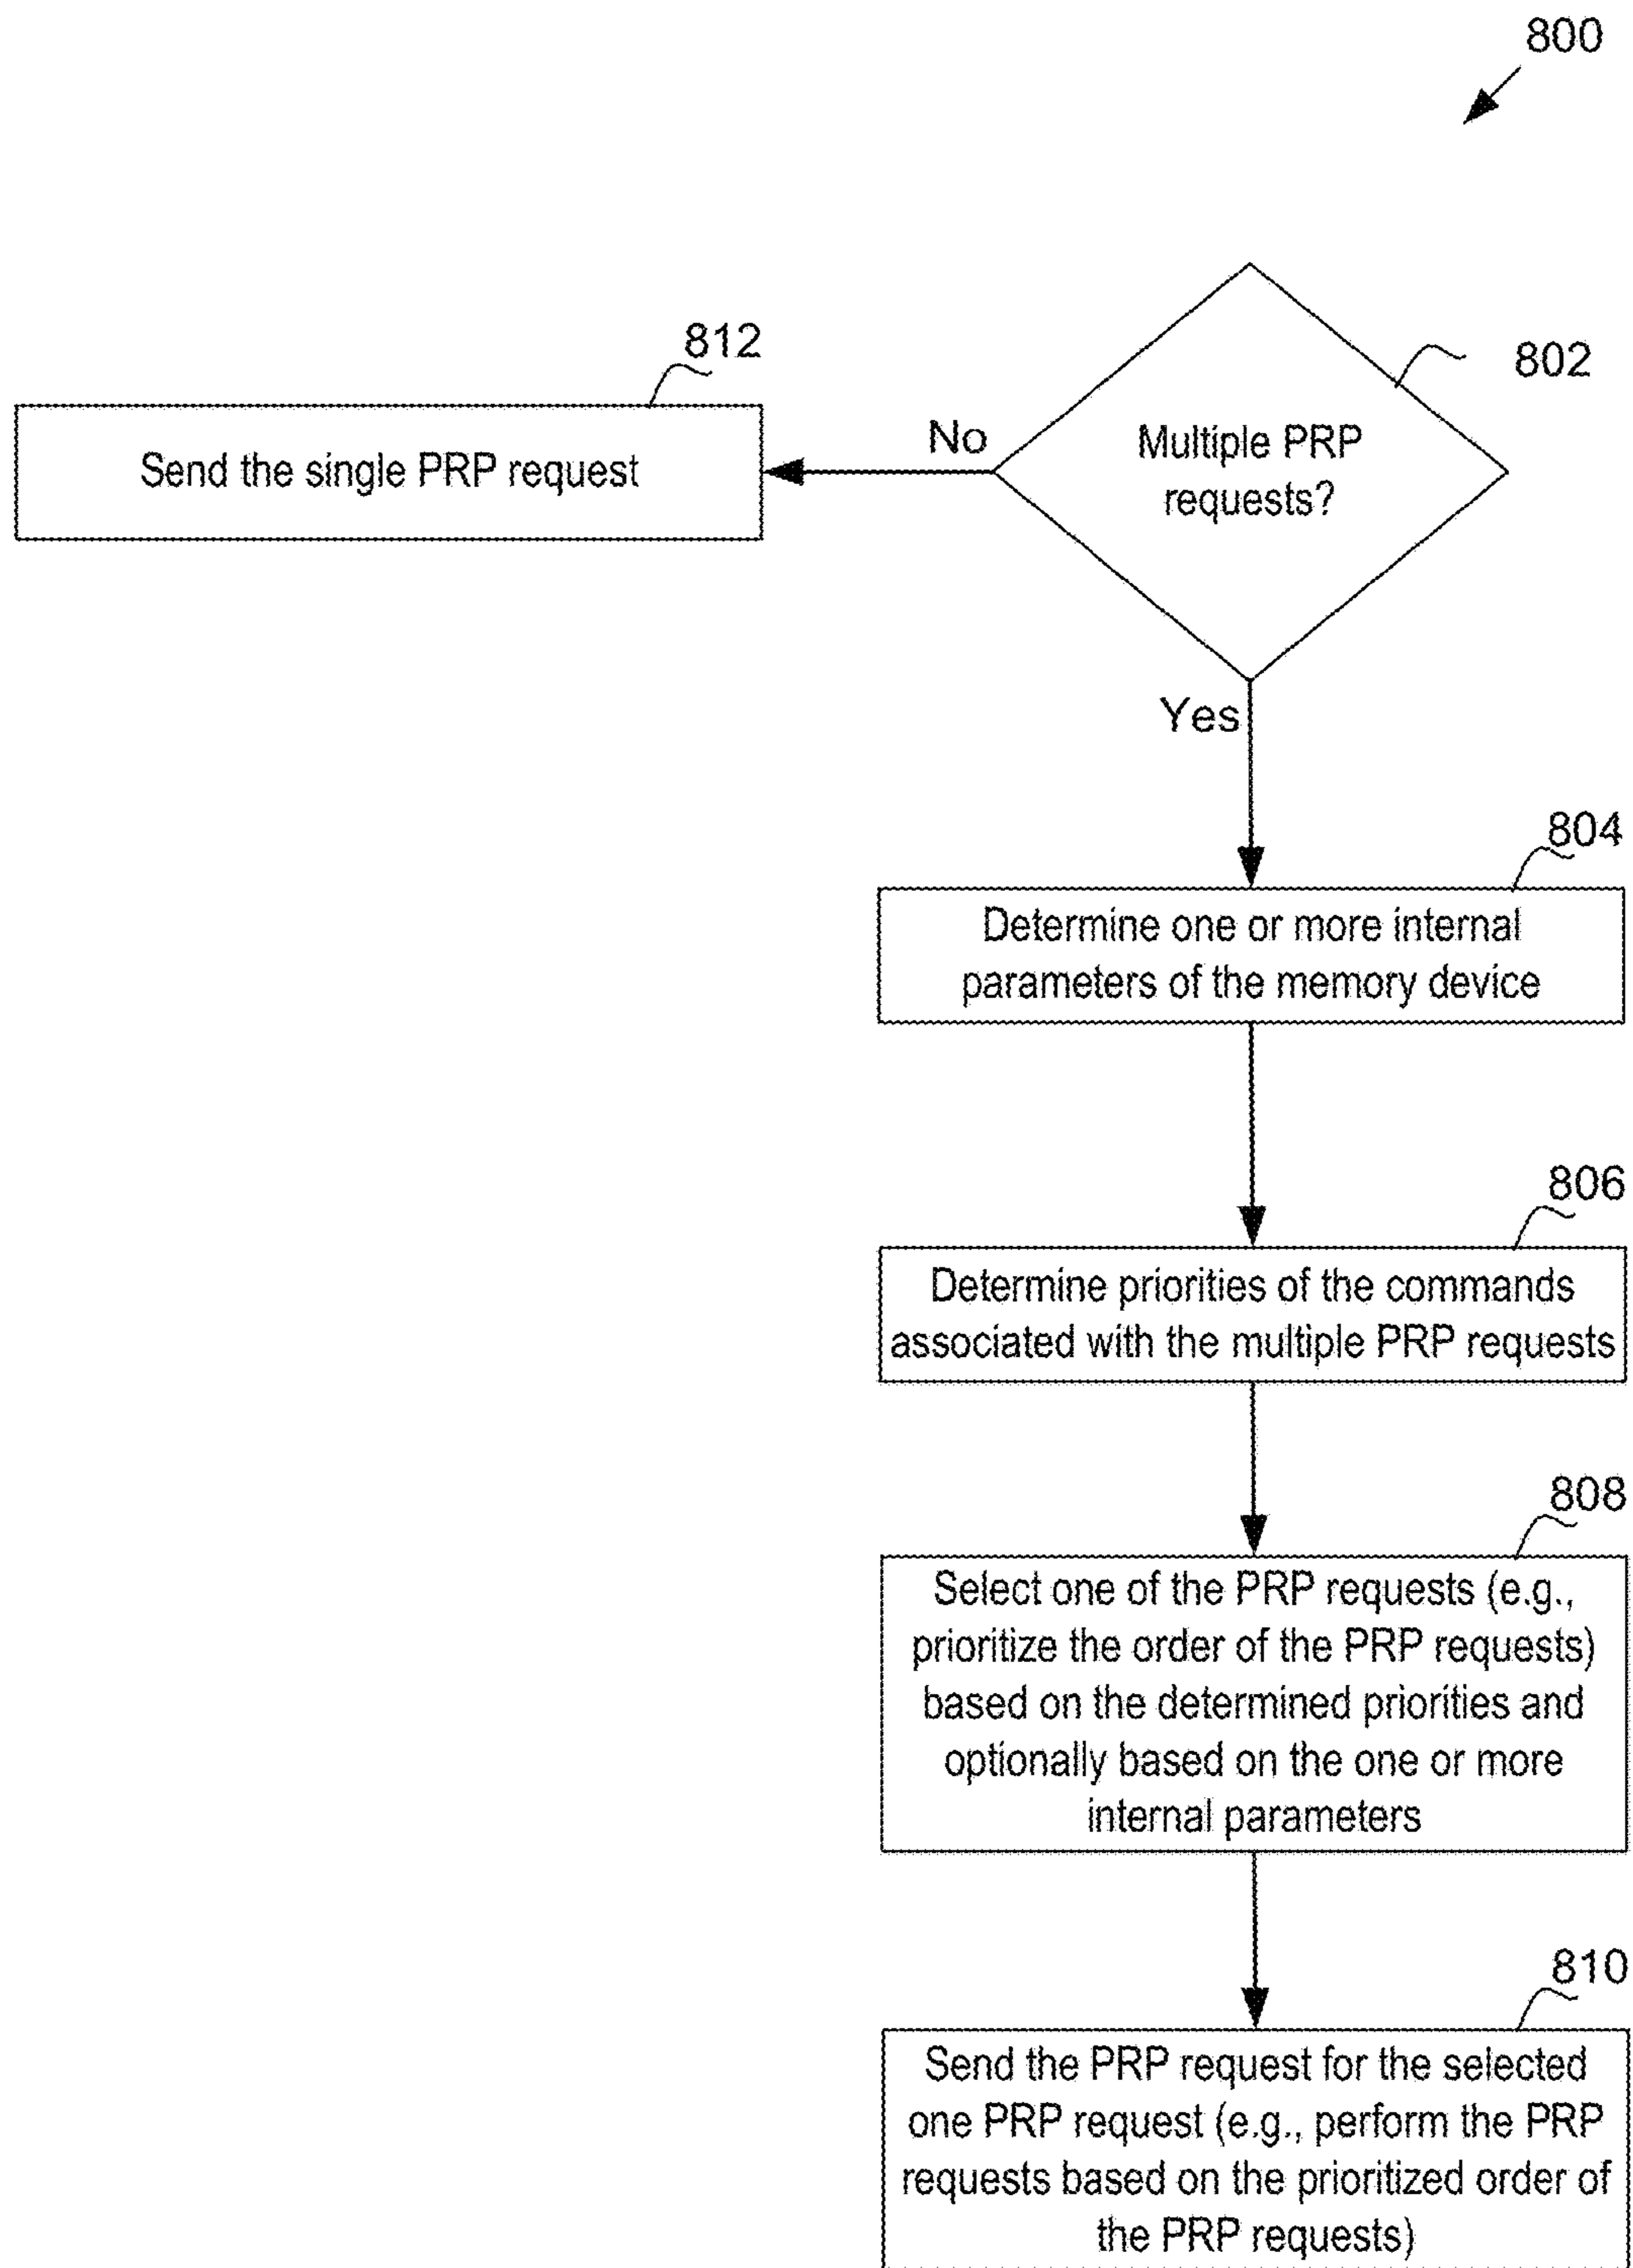 800
812
802
No
Send the single PRP request
Multiple PRP
requests?
Yes
804
Determine one or more internal
parameters of the memory device
806
Determine priorities of the commands
associated with the multiple PRP requests
808
Select one of the PRP requests (e.g.,
prioritize the order of the PRP requests)
based on the determined priorities and
optionally based on the one or more
internal parameters
810
Send the PRP request for the selected
one PRP request (e.g., perform the PRP
requests based on the prioritized order of
the PRP requests)